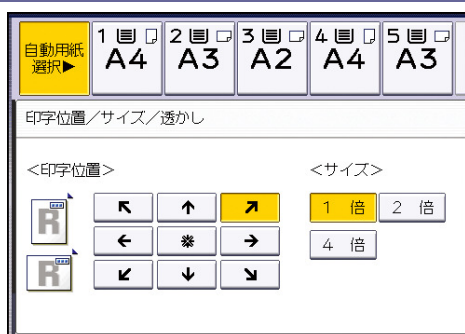 自動用紙
選択▶
1 A4
2 A3
3 A2
4 A4
5 A3
印字位置／サイズ／透かし
＜印字位置＞
＜サイズ＞
R
R
↖ ↑ ↗
← ※ →
↙ ↓ ↘
1 倍 2 倍
4 倍